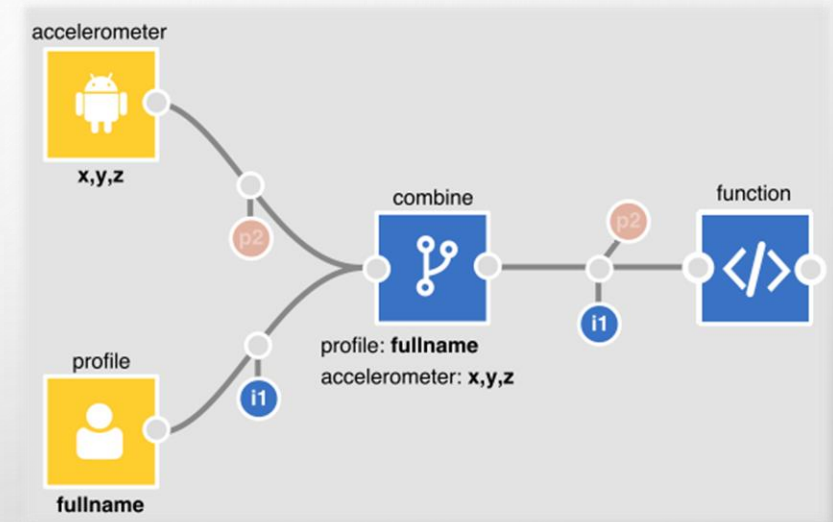 accelerometer
x,y,z
p2
profile
i1
fullname
combine
profile: fullname
accelerometer: x,y,z
p2
i1
function
</>